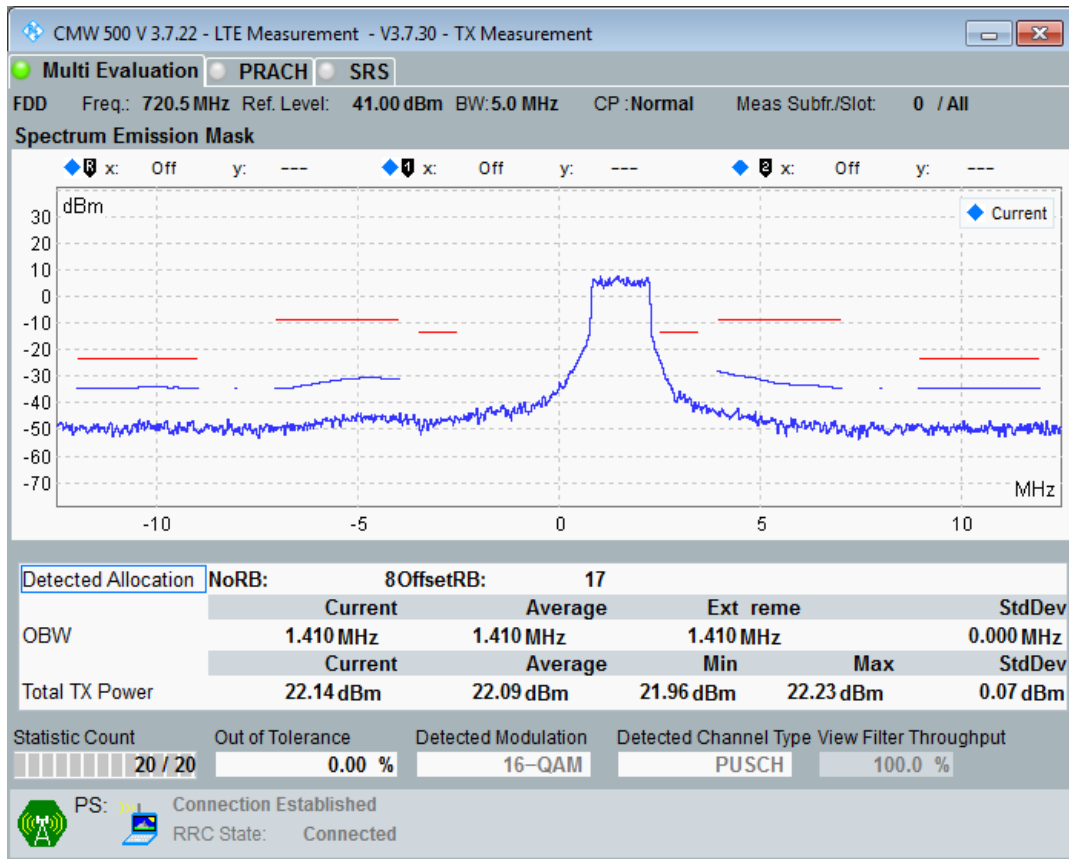 CMW 500 V 3.7.22 - LTE Measurement - V3.7.30 - TX Measurement
Multi Evaluation PRACH SRS
FDD Freq.: 720.5 MHz Ref. Level: 41.00 dBm BW: 5.0 MHz CP : Normal Meas Subfr./Slot: 0 / All
Spectrum Emission Mask
R x: Off y: --- 1 x: Off y: --- 2 x: Off y: ---
dBm
Current
30
20
10
0
-10
-20
-30
-40
-50
-60
-70
MHz
-10 -5 0 5 10
Detected Allocation NoRB: 8 OffsetRB: 17
Current Average Ext reme StdDev
OBW 1.410 MHz 1.410 MHz 1.410 MHz 0.000 MHz
Current Average Min Max StdDev
Total TX Power 22.14 dBm 22.09 dBm 21.96 dBm 22.23 dBm 0.07 dBm
Statistic Count Out of Tolerance Detected Modulation Detected Channel Type View Filter Throughput
20 / 20 0.00 % 16-QAM PUSCH 100.0 %
PS: Connection Established
RRC State: Connected